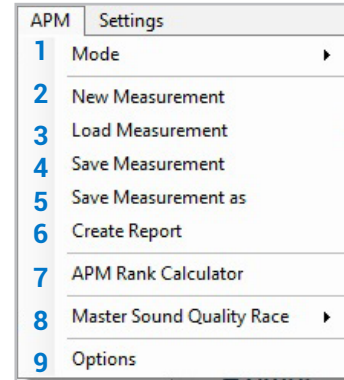 APM Settings
1 Mode
2 New Measurement
3 Load Measurement
4 Save Measurement
5 Save Measurement as
6 Create Report
7 APM Rank Calculator
8 Master Sound Quality Race
9 Options